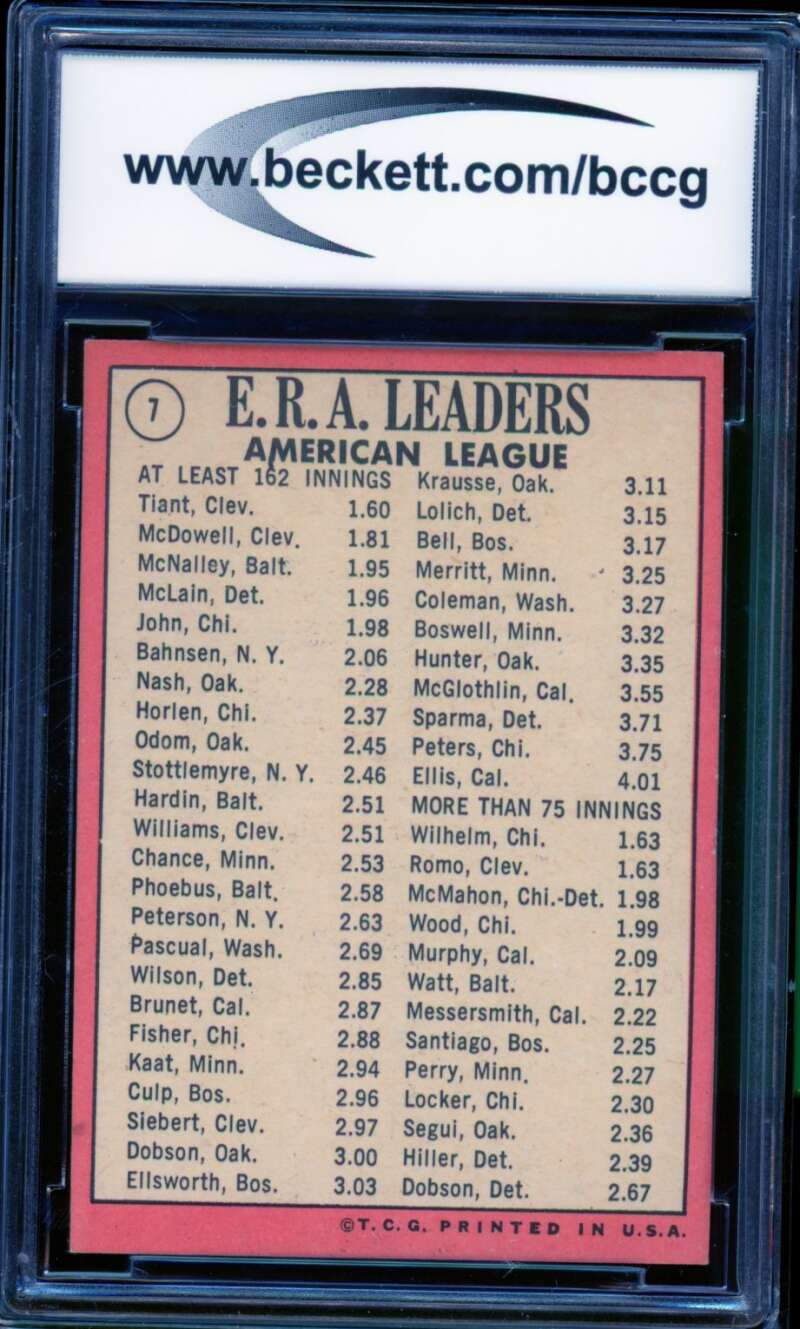 www.beckett.com/bccg
7
E.R.A. LEADERS
AMERICAN LEAGUE
AT LEAST 162 INNINGS
Tiant, Clev. 1.60
McDowell, Clev. 1.81
McNalley, Balt. 1.95
McLain, Det. 1.96
John, Chi. 1.98
Bahnsen, N. Y. 2.06
Nash, Oak. 2.28
Horlen, Chi. 2.37
Odom, Oak. 2.45
Stottlemyre, N. Y. 2.46
Hardin, Balt. 2.51
Williams, Clev. 2.51
Chance, Minn. 2.53
Phoebus, Balt. 2.58
Peterson, N. Y. 2.63
Pascual, Wash. 2.69
Wilson, Det. 2.85
Brunet, Cal. 2.87
Fisher, Chi. 2.88
Kaat, Minn. 2.94
Culp, Bos. 2.96
Siebert, Clev. 2.97
Dobson, Oak. 3.00
Ellsworth, Bos. 3.03
Krausse, Oak. 3.11
Lolich, Det. 3.15
Bell, Bos. 3.17
Merritt, Minn. 3.25
Coleman, Wash. 3.27
Boswell, Minn. 3.32
Hunter, Oak. 3.35
McGlothlin, Cal. 3.55
Sparma, Det. 3.71
Peters, Chi. 3.75
Ellis, Cal. 4.01
MORE THAN 75 INNINGS
Wilhelm, Chi. 1.63
Romo, Clev. 1.63
McMahon, Chi.-Det. 1.98
Wood, Chi. 1.99
Murphy, Cal. 2.09
Watt, Balt. 2.17
Messersmith, Cal. 2.22
Santiago, Bos. 2.25
Perry, Minn. 2.27
Locker, Chi. 2.30
Segui, Oak. 2.36
Hiller, Det. 2.39
Dobson, Det. 2.67
©T.C.G. PRINTED IN U.S.A.